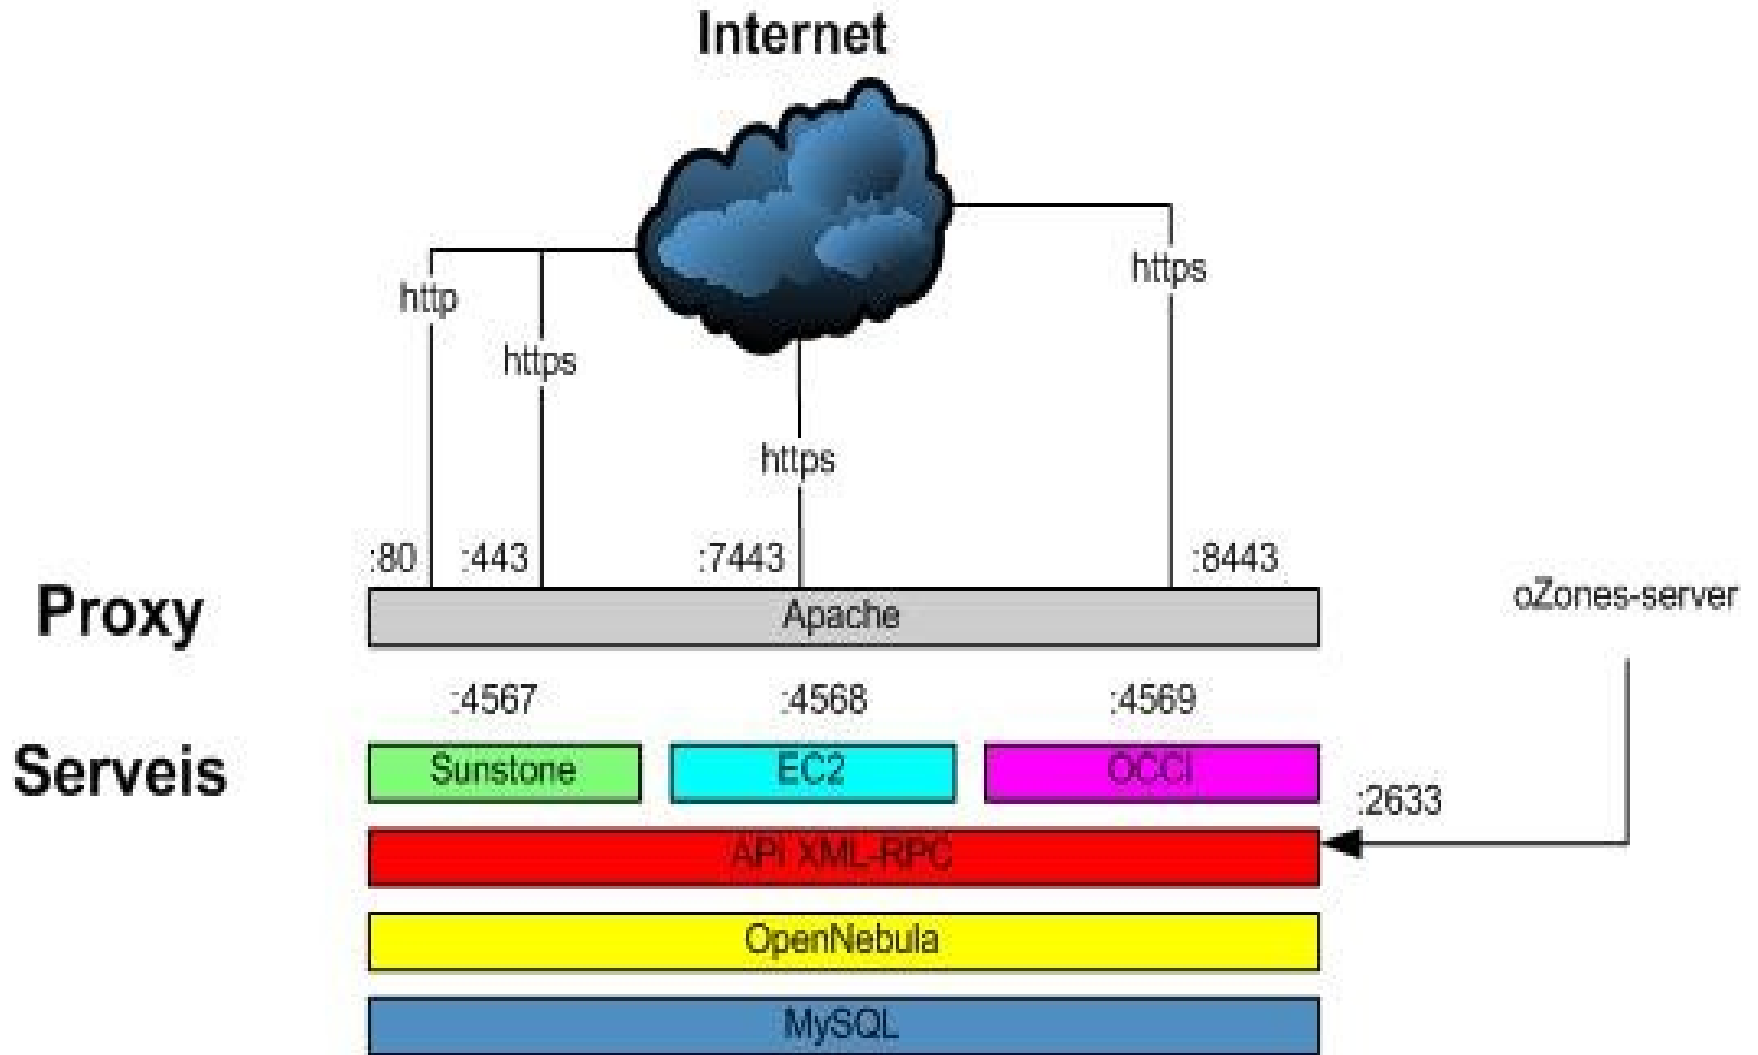 Internet
http
https
https
https
:80
:443
:7443
:8443
Proxy
Apache
oZones-server
:4567
:4568
:4569
Serveis
Sunstone
EC2
OCCI
:2633
API XML-RPC
OpenNebula
MySQL